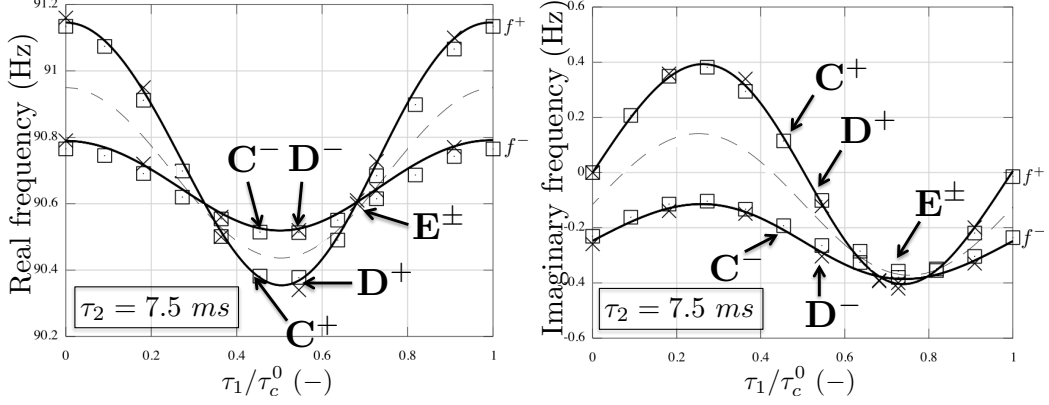 Real frequency (Hz)
91.2
91
90.8
90.6
90.4
90.2
f⁺
f⁻
C⁻ D⁻
E±
D⁺
C⁺
τ₂ = 7.5 ms
0 0.2 0.4 0.6 0.8 1
τ₁/τ_c⁰ (−)
Imaginary frequency (Hz)
0.6
0.4
0.2
0
-0.2
-0.4
-0.6
C⁺
D⁺
E±
f⁺
f⁻
C⁻
D⁻
τ₂ = 7.5 ms
0 0.2 0.4 0.6 0.8 1
τ₁/τ_c⁰ (−)